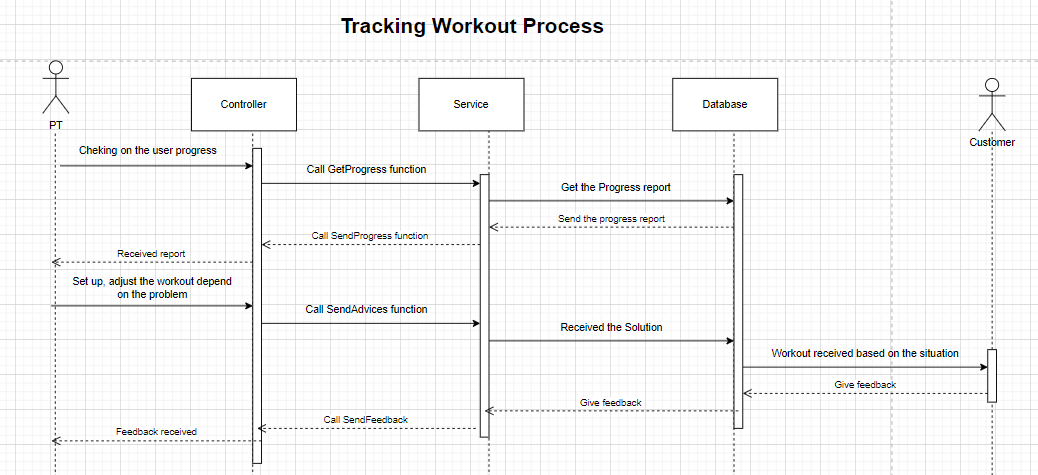 Tracking Workout Process
PT
Controller
Service
Database
Customer
Cheking on the user progress
Call GetProgress function
Get the Progress report
Send the progress report
Call SendProgress function
Received report
Set up, adjust the workout depend
on the problem
Call SendAdvices function
Received the Solution
Workout received based on the situation
Give feedback
Give feedback
Call SendFeedback
Feedback received